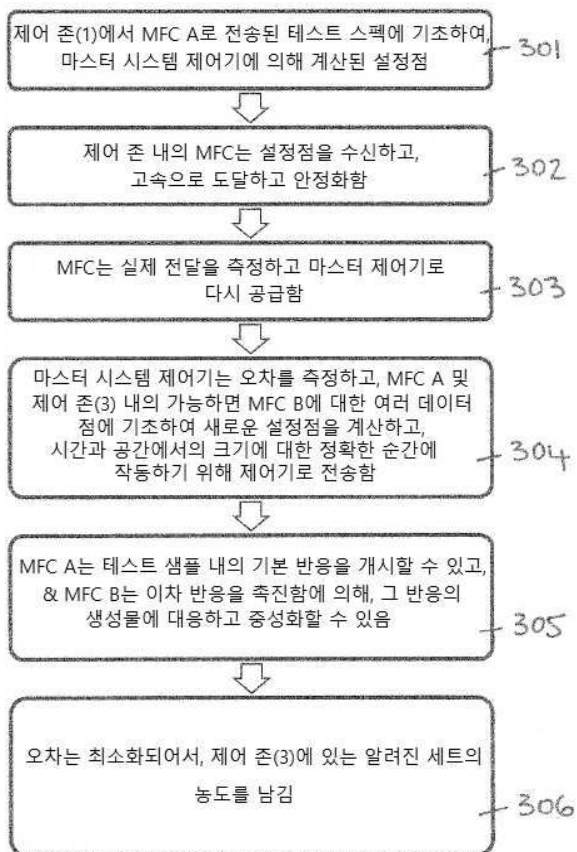 제어 존(1)에서 MFC A로 전송된 테스트 스펙에 기초하여,
마스터 시스템 제어기에 의해 계산된 설정점
301
제어 존 내의 MFC는 설정점을 수신하고,
고속으로 도달하고 안정화함
302
MFC는 실제 전달을 측정하고 마스터 제어기로
다시 공급함
303
마스터 시스템 제어기는 오차를 측정하고, MFC A 및
제어 존(3) 내의 가능하면 MFC B에 대한 여러 데이터
점에 기초하여 새로운 설정점을 계산하고,
시간과 공간에서의 크기에 대한 정확한 순간에
작동하기 위해 제어기로 전송함
304
MFC A는 테스트 샘플 내의 기본 반응을 개시할 수 있고,
& MFC B는 이차 반응을 촉진함에 의해, 그 반응의
생성물에 대응하고 중성화할 수 있음
305
오차는 최소화되어서, 제어 존(3)에 있는 알려진 세트의
농도를 남김
306